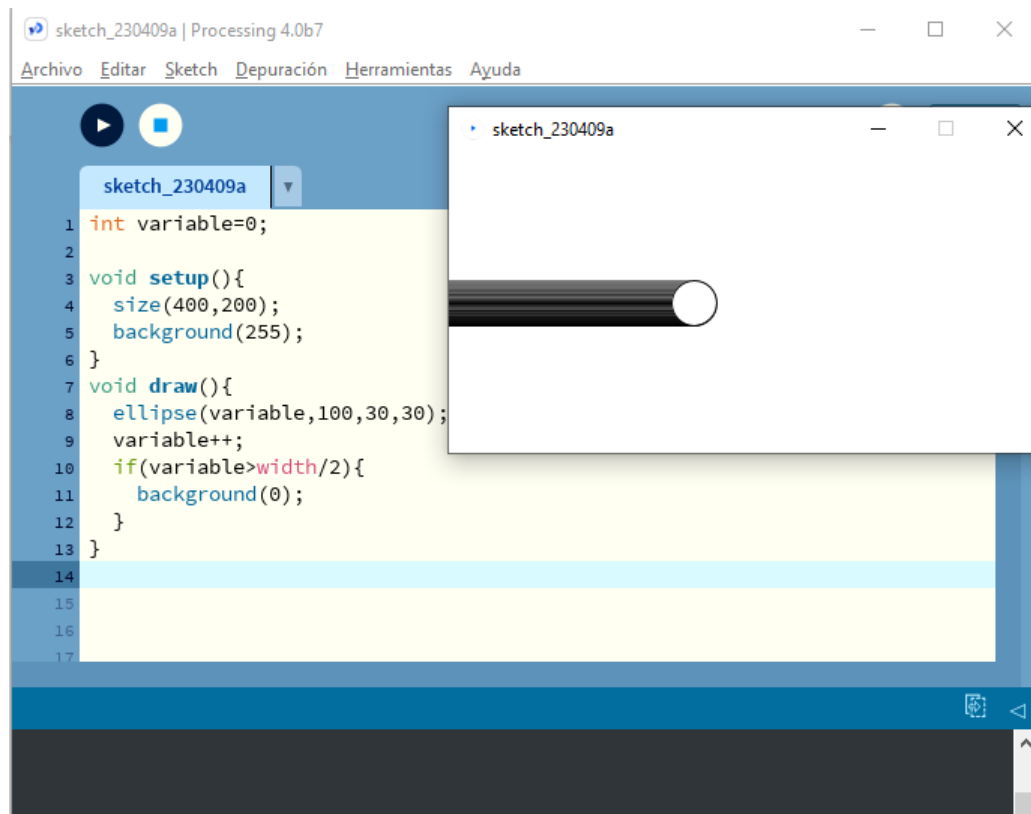 sketch_230409a | Processing 4.0b7
Archivo Editar Sketch Depuración Herramientas Ayuda
sketch_230409a
sketch_230409a
1 int variable=0;
2
3 void setup(){
4   size(400,200);
5   background(255);
6 }
7 void draw(){
8   ellipse(variable,100,30,30);
9   variable++;
10   if(variable>width/2){
11     background(0);
12   }
13 }
14
15
16
17